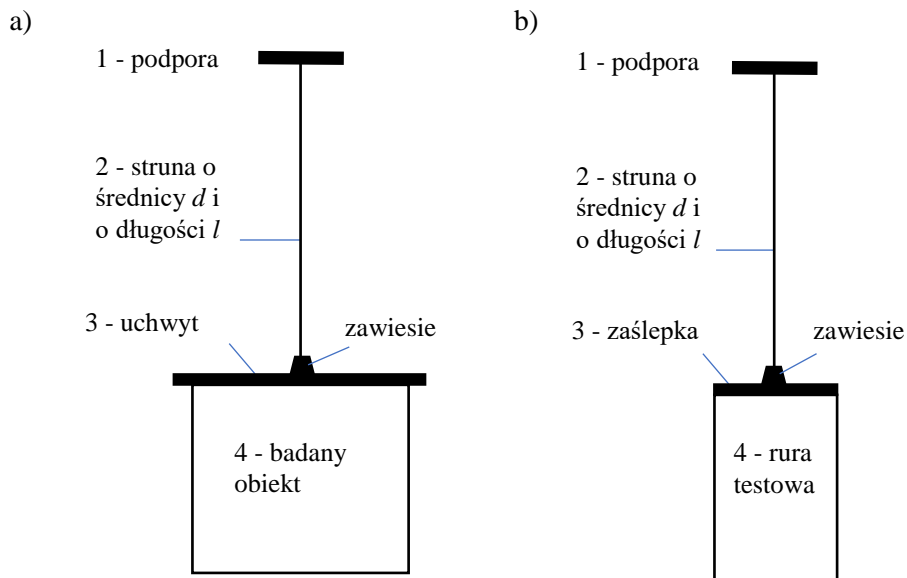 a)
1 - podpora
2 - struna o
średnicy d i
o długości l
3 - uchwyt
zawiesie
4 - badany
obiekt
b)
1 - podpora
2 - struna o
średnicy d i
o długości l
3 - zaślepka
zawiesie
4 - rura
testowa